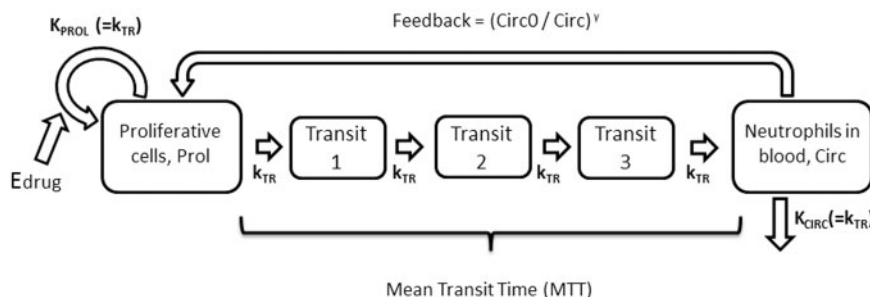 K_PROL (=k_TR)
Feedback = (Circ0 / Circ)^γ
Proliferative
cells, Prol
Transit
1
Transit
2
Transit
3
Neutrophils in
blood, Circ
k_TR
k_TR
k_TR
k_TR
Edrug
K_CIRC(=k_TR)
Mean Transit Time (MTT)